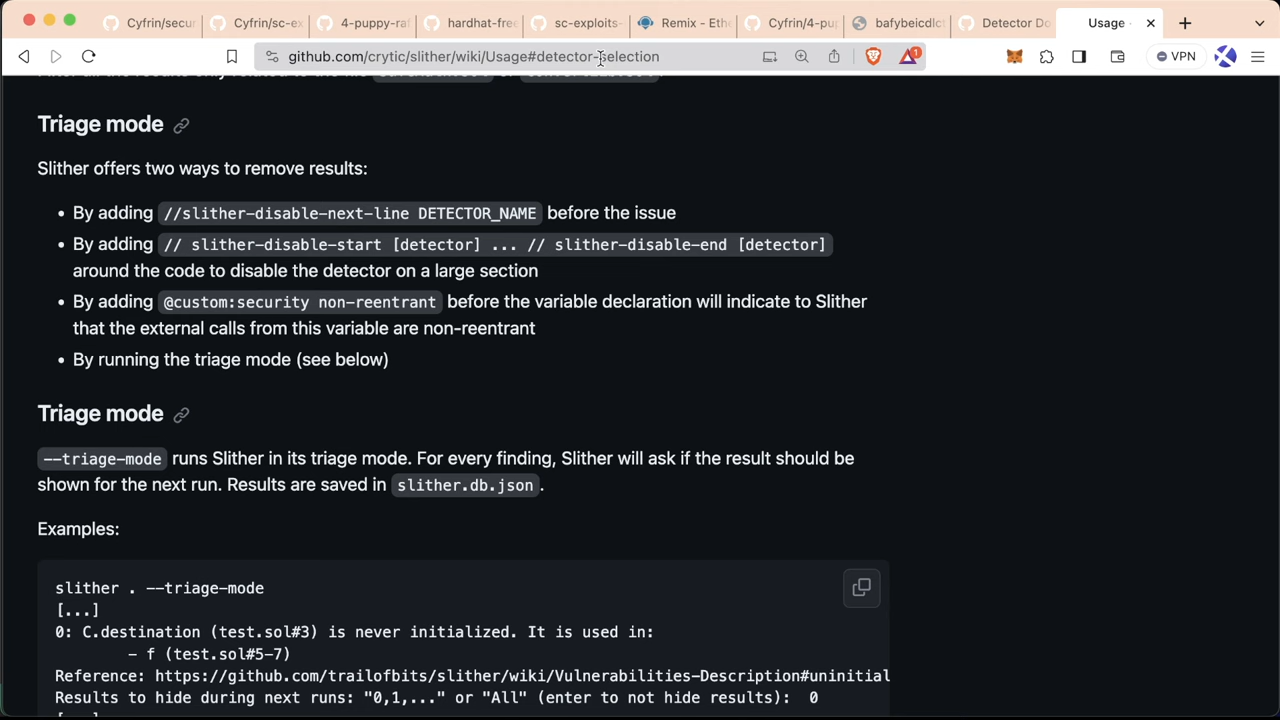 Cyfrin/secur
Cyfrin/sc-ex
4-puppy-raf
hardhat-free
sc-exploits-
Remix - Ethe
Cyfrin/4-pup
bafybeicdlct
Detector Do
Usage
github.com/crytic/slither/wiki/Usage#detector-selection
1
VPN
Triage mode
Slither offers two ways to remove results:
• By adding //slither-disable-next-line DETECTOR_NAME before the issue
• By adding // slither-disable-start [detector] ... // slither-disable-end [detector]
around the code to disable the detector on a large section
• By adding @custom:security non-reentrant before the variable declaration will indicate to Slither
that the external calls from this variable are non-reentrant
• By running the triage mode (see below)
Triage mode
--triage-mode runs Slither in its triage mode. For every finding, Slither will ask if the result should be
shown for the next run. Results are saved in slither.db.json.
Examples:
slither . --triage-mode
[...]
0: C.destination (test.sol#3) is never initialized. It is used in:
- f (test.sol#5-7)
Reference: https://github.com/trailofbits/slither/wiki/Vulnerabilities-Description#uninitial
Results to hide during next runs: "0,1,..." or "All" (enter to not hide results): 0